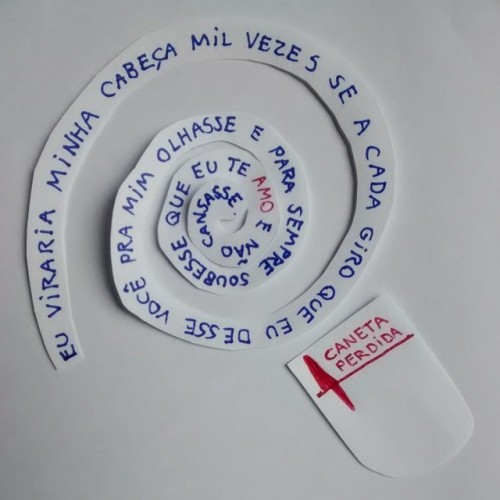 EU VIRARIA MINHA CABEÇA MIL VEZES SE A CADA GIRO QUE EU DESSE VOCÊ PRA MIM OLHASSE E PARA SEMPRE SOUBESSE QUE EU TE AMO E NÃO CANSASSE
CANETA
PERDIDA